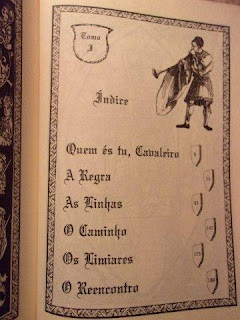 Tomo
I
Índice
Quem és tu, Cavaleiro
A Regra
As Linhas
O Caminho
Os Limiares
O Reencontro